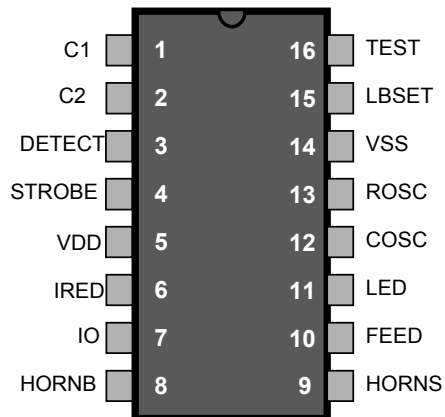 C1 1 16 TEST
C2 2 15 LBSET
DETECT 3 14 VSS
STROBE 4 13 ROSC
VDD 5 12 COSC
IRED 6 11 LED
IO 7 10 FEED
HORNB 8 9 HORNS